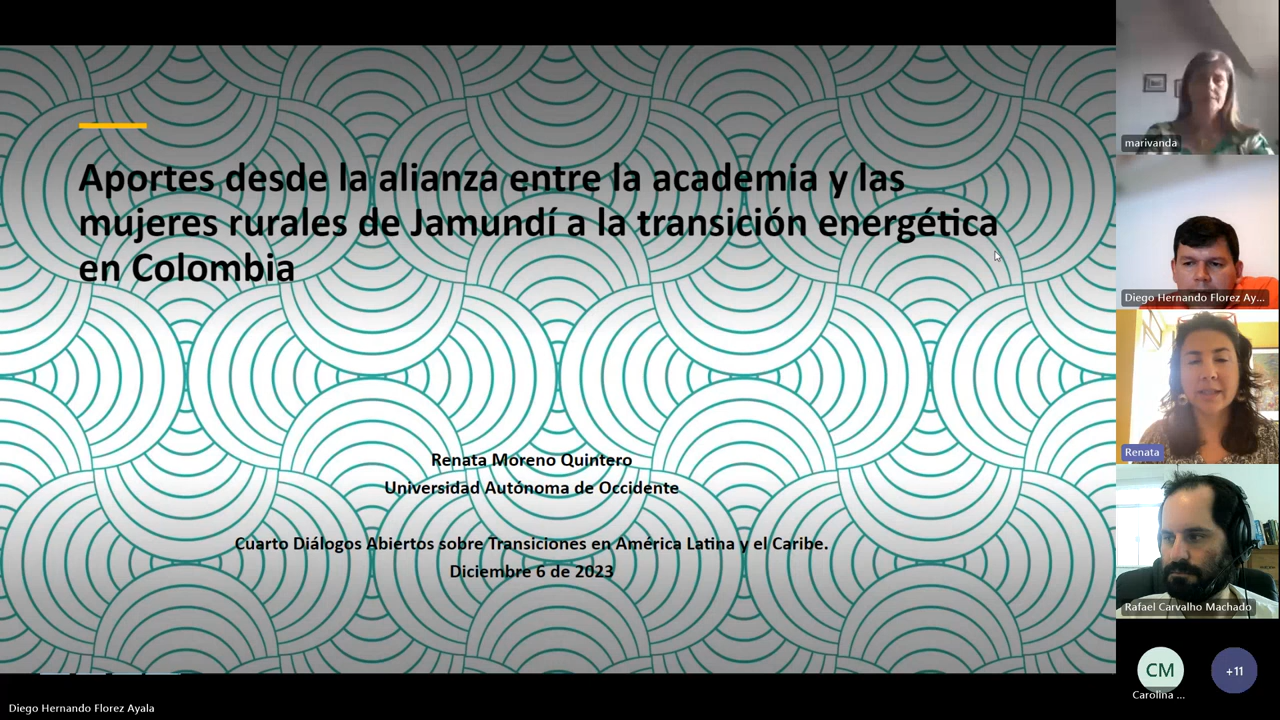 Aportes desde la alianza entre la academia y las
mujeres rurales de Jamundí a la transición energética
en Colombia
Renata Moreno Quintero
Universidad Autónoma de Occidente
Cuarto Diálogos Abiertos sobre Transiciones en América Latina y el Caribe.
Diciembre 6 de 2023
marivanda
Diego Hernando Florez Ay...
Renata
Rafael Carvalho Machado
CM
Carolina ...
+11
Diego Hernando Florez Ayala